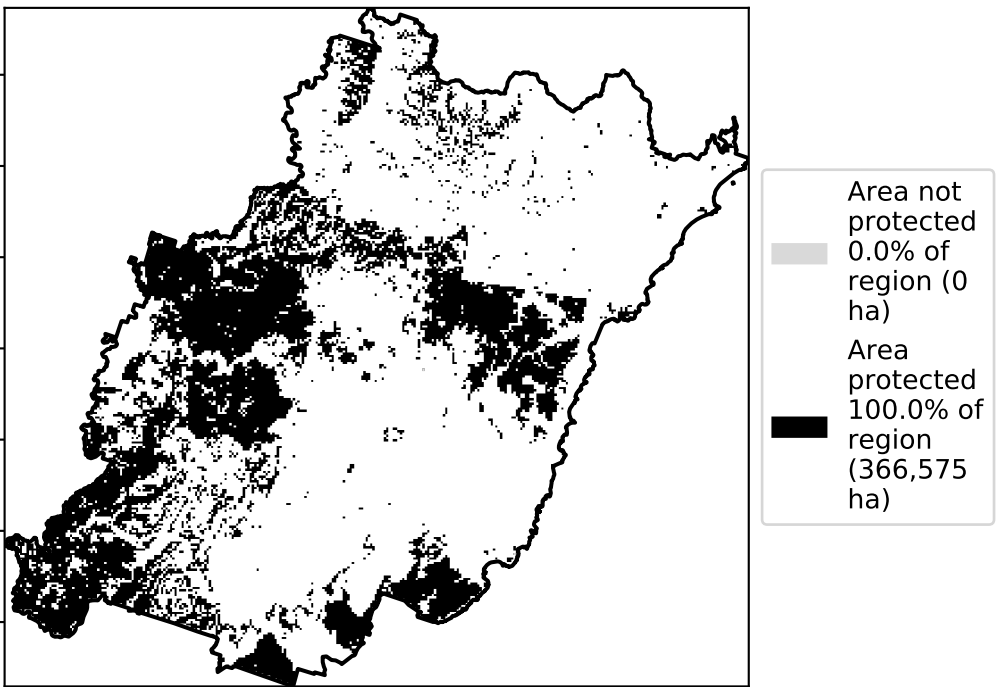 Area not
protected
0.0% of
region (0
ha)
Area
protected
100.0% of
region
(366,575
ha)